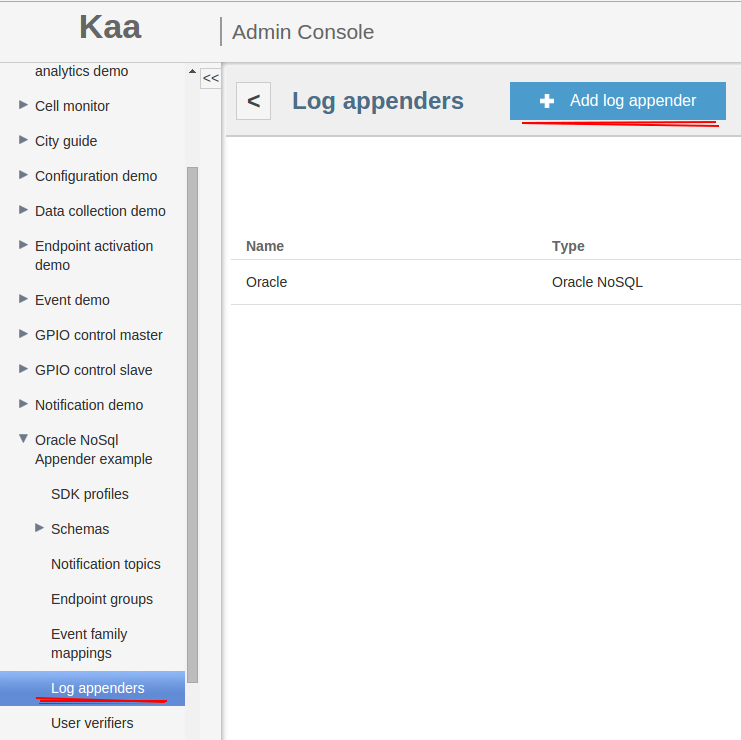 Kaa
Admin Console
analytics demo
Cell monitor
City guide
Configuration demo
Data collection demo
Endpoint activation
demo
Event demo
GPIO control master
GPIO control slave
Notification demo
Oracle NoSql
Appender example
SDK profiles
Schemas
Notification topics
Endpoint groups
Event family
mappings
Log appenders
User verifiers
<<
<
Log appenders
Add log appender
Name Type
Oracle Oracle NoSQL